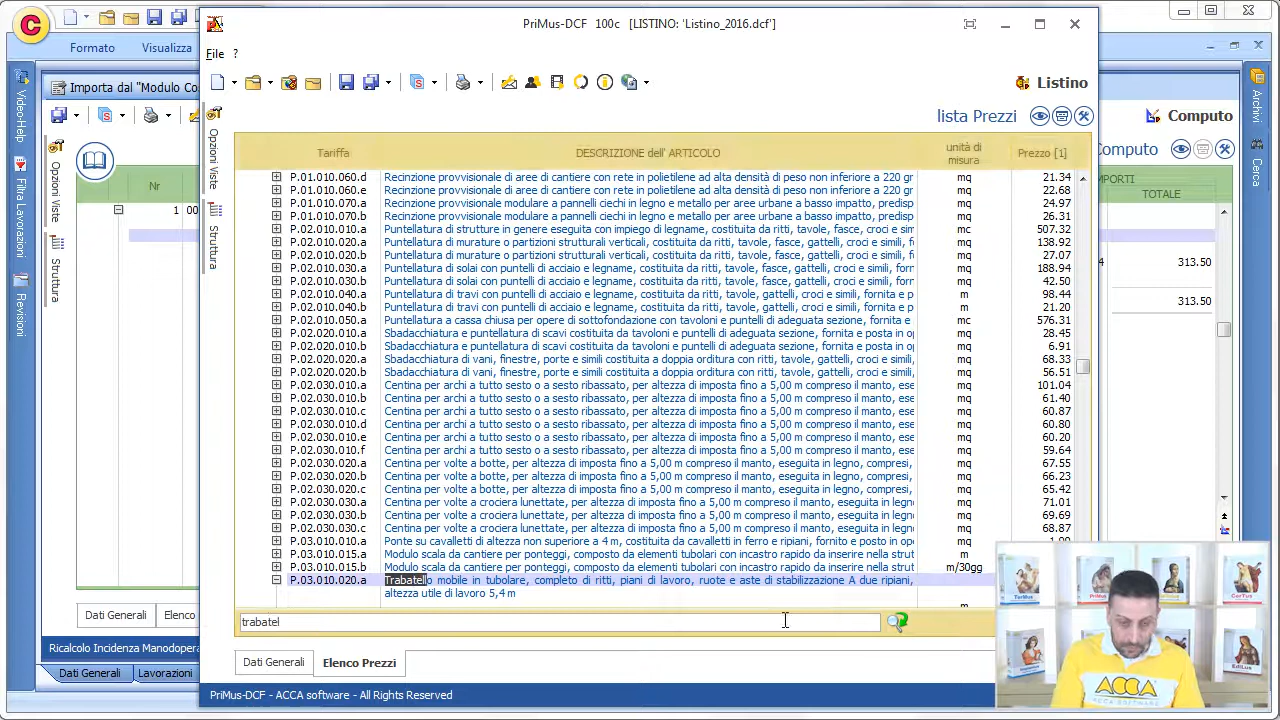 C
PriMus-DCF 100c [LISTINO: 'Listino_2016.dcf']
Formato Visualizza
File ?
Importa dal "Modulo Co
Listino
Computo
lista Prezzi
omputo
Video-Help
Filtra Lavorazioni
Revisioni
Opzioni Viste
Struttura
Opzioni Viste
Struttura
Archivi
Cerca
Nr
1 00
Tariffa DESCRIZIONE dell' ARTICOLO unità di misura Prezzo [1]
P.01.010.060.d Recinzione provvisionale di aree di cantiere con rete in polietilene ad alta densità di peso non inferiore a 220 gr mq 21.34
P.01.010.060.e Recinzione provvisionale di aree di cantiere con rete in polietilene ad alta densità di peso non inferiore a 220 gr mq 22.68
P.01.010.070.a Recinzione provvisionale modulare a pannelli ciechi in legno e metallo per aree urbane a basso impatto, predisp mq 24.97
P.01.010.070.b Recinzione provvisionale modulare a pannelli ciechi in legno e metallo per aree urbane a basso impatto, predisp mq 26.31
P.02.010.010.a Puntellatura di strutture in genere eseguita con impiego di legname, costituita da ritti, tavole, fasce, croci e sim mc 507.32
P.02.010.020.a Puntellatura di murature o partizioni strutturali verticali, costituita da ritti, tavole, fasce, gattelli, croci e simili, f mq 138.92
P.02.010.020.b Puntellatura di murature o partizioni strutturali verticali, costituita da ritti, tavole, fasce, gattelli, croci e simili, f mq 27.07
P.02.010.030.a Puntellatura di solai con puntelli di acciaio e legname, costituita da ritti, tavole, fasce, gattelli, croci e simili, forn mq 188.94
P.02.010.030.b Puntellatura di solai con puntelli di acciaio e legname, costituita da ritti, tavole, fasce, gattelli, croci e simili, forn mq 42.50
P.02.010.040.a Puntellatura di travi con puntelli di acciaio e legname, costituita da ritti, tavole, gattelli, croci e simili, fornita e p m 98.44
P.02.010.040.b Puntellatura di travi con puntelli di acciaio e legname, costituita da ritti, tavole, gattelli, croci e simili, fornita e p m 21.20
P.02.010.050.a Puntellatura a cassa chiusa per opere di sottofondazione con tavoloni e puntelli di adeguata sezione, fornita e mc 576.31
P.02.020.010.a Sbadacchiatura e puntellatura di scavi costituita da tavoloni e puntelli di adeguata sezione, fornita e posta in op mq 28.45
P.02.020.010.b Sbadacchiatura e puntellatura di scavi costituita da tavoloni e puntelli di adeguata sezione, fornita e posta in op mq 6.91
P.02.020.020.a Sbadacchiatura di vani, finestre, porte e simili costituita a doppia orditura con ritti, tavole, gattelli, croci e simili, mq 68.33
P.02.020.020.b Sbadacchiatura di vani, finestre, porte e simili costituita a doppia orditura con ritti, tavole, gattelli, croci e simili, mq 56.51
P.02.030.010.a Centina per archi a tutto sesto o a sesto ribassato, per altezza di imposta fino a 5,00 m compreso il manto, ese mq 101.04
P.02.030.010.b Centina per archi a tutto sesto o a sesto ribassato, per altezza di imposta fino a 5,00 m compreso il manto, ese mq 61.40
P.02.030.010.c Centina per archi a tutto sesto o a sesto ribassato, per altezza di imposta fino a 5,00 m compreso il manto, ese mq 60.87
P.02.030.010.d Centina per archi a tutto sesto o a sesto ribassato, per altezza di imposta fino a 5,00 m compreso il manto, ese mq 60.80
P.02.030.010.e Centina per archi a tutto sesto o a sesto ribassato, per altezza di imposta fino a 5,00 m compreso il manto, ese mq 60.20
P.02.030.010.f Centina per archi a tutto sesto o a sesto ribassato, per altezza di imposta fino a 5,00 m compreso il manto, ese mq 59.64
P.02.030.020.a Centina per volte a botte, per altezza di imposta fino a 5,00 m compreso il manto, eseguita in legno, compresi, mq 67.55
P.02.030.020.b Centina per volte a botte, per altezza di imposta fino a 5,00 m compreso il manto, eseguita in legno, compresi, mq 66.23
P.02.030.020.c Centina per volte a botte, per altezza di imposta fino a 5,00 m compreso il manto, eseguita in legno, compresi, mq 65.42
P.02.030.030.a Centina per volte a crociera lunettate, per altezza di imposta fino a 5,00 m compreso il manto, eseguita in legno mq 71.01
P.02.030.030.b Centina per volte a crociera lunettate, per altezza di imposta fino a 5,00 m compreso il manto, eseguita in legno mq 69.69
P.02.030.030.c Centina per volte a crociera lunettate, per altezza di imposta fino a 5,00 m compreso il manto, eseguita in legno mq 68.87
P.03.010.010.a Ponte su cavalletti di altezza non superiore a 4 m, costituita da cavalletti in ferro e ripiani, fornito e posto in op mq
P.03.010.015.a Modulo scala da cantiere per ponteggi, composto da elementi tubolari con incastro rapido da inserire nella strut m
P.03.010.015.b Modulo scala da cantiere per ponteggi, composto da elementi tubolari con incastro rapido da inserire nella strut m/30gg
P.03.010.020.a Trabatello mobile in tubolare, completo di ritti, piani di lavoro, ruote e aste di stabilizzazione A due ripiani,
altezza utile di lavoro 5,4 m
m
MPORTI
TOTALE
4 313.50
313.50
trabatel
Dati Generali Elenco
Dati Generali Elenco Prezzi
Ricalcolo Incidenza Manodopera
Dati Generali Lavorazioni
PriMus-DCF - ACCA software - All Rights Reserved
TerMus
CerTus
EdiLus
ACCA
SOFTWARE